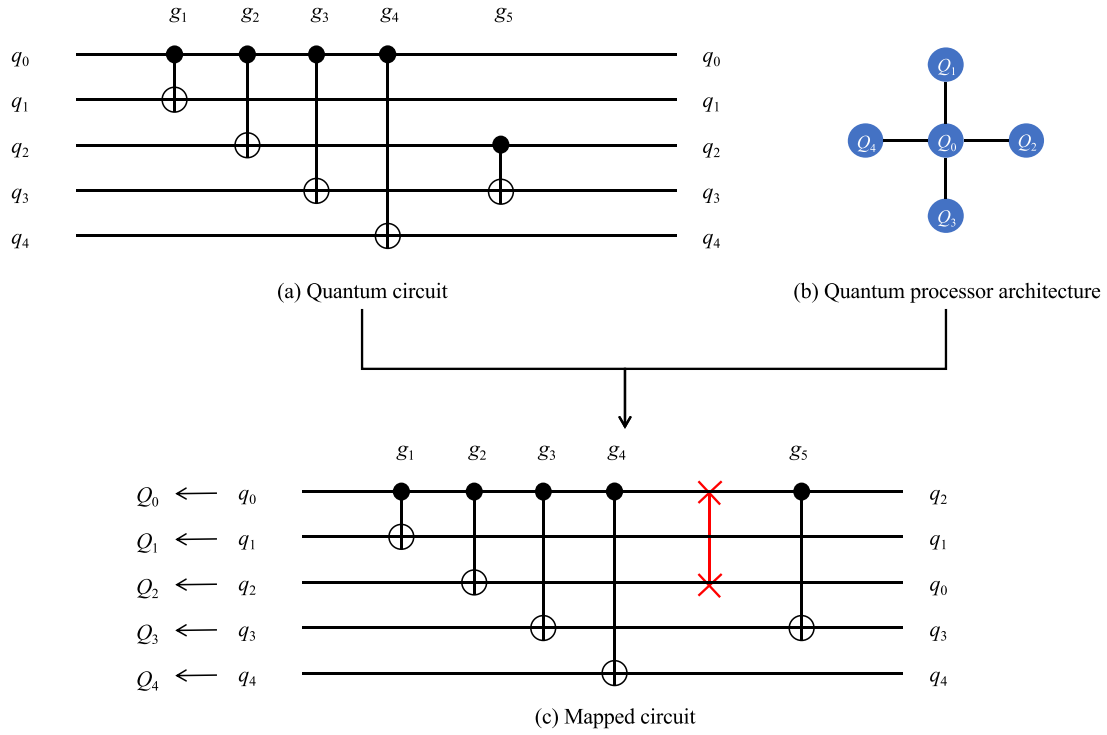 g₁ g₂ g₃ g₄ g₅
q₀ q₀
Q₁
q₁ q₁
q₂ q₂
Q₄ Q₀ Q₂
q₃ q₃
Q₃
q₄ q₄
(a) Quantum circuit
(b) Quantum processor architecture
g₁ g₂ g₃ g₄ g₅
Q₀ ← q₀ q₂
Q₁ ← q₁ q₁
Q₂ ← q₂ q₀
Q₃ ← q₃ q₃
Q₄ ← q₄ q₄
(c) Mapped circuit